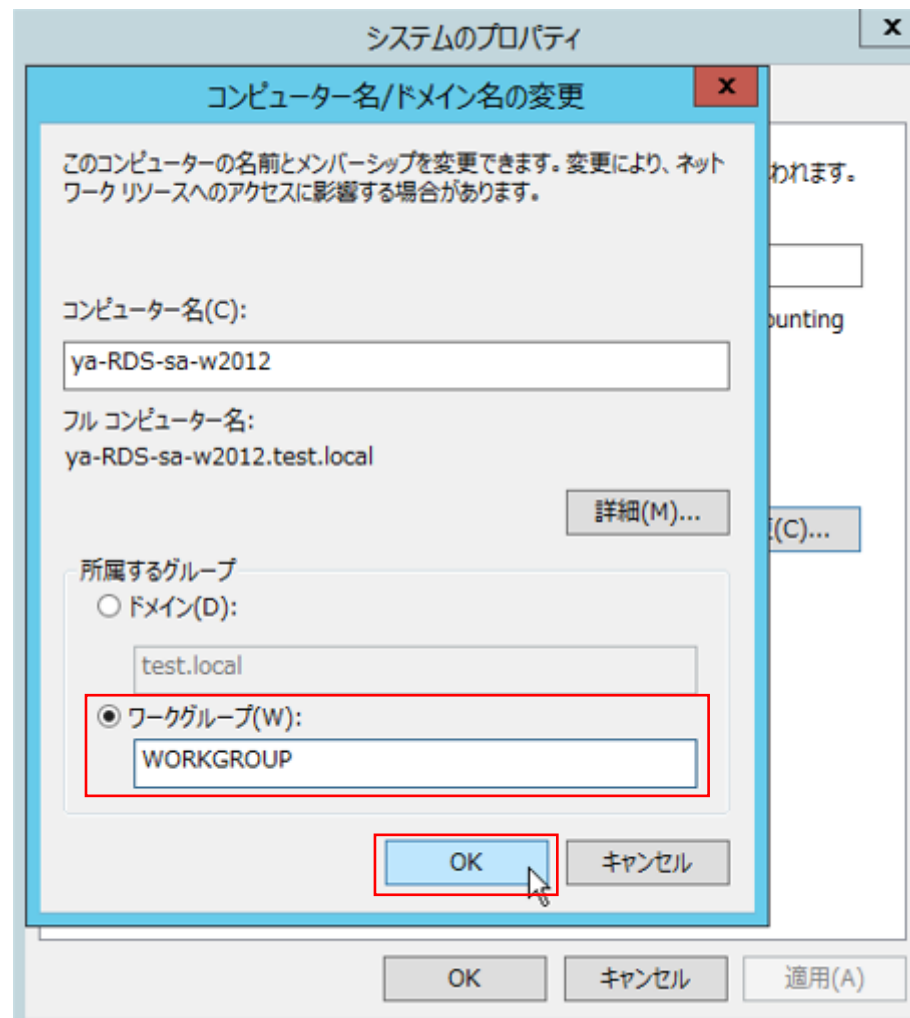 システムのプロパティ
x
コンピューター名/ドメイン名の変更
x
このコンピューターの名前とメンバーシップを変更できます。変更により、ネット
ワーク リソースへのアクセスに影響する場合があります。
われます。
コンピューター名(C):
ounting
ya-RDS-sa-w2012
フル コンピューター名:
ya-RDS-sa-w2012.test.local
詳細(M)...
(C)...
所属するグループ
ドメイン(D):
test.local
ワークグループ(W):
WORKGROUP
OK
キャンセル
OK
キャンセル
適用(A)